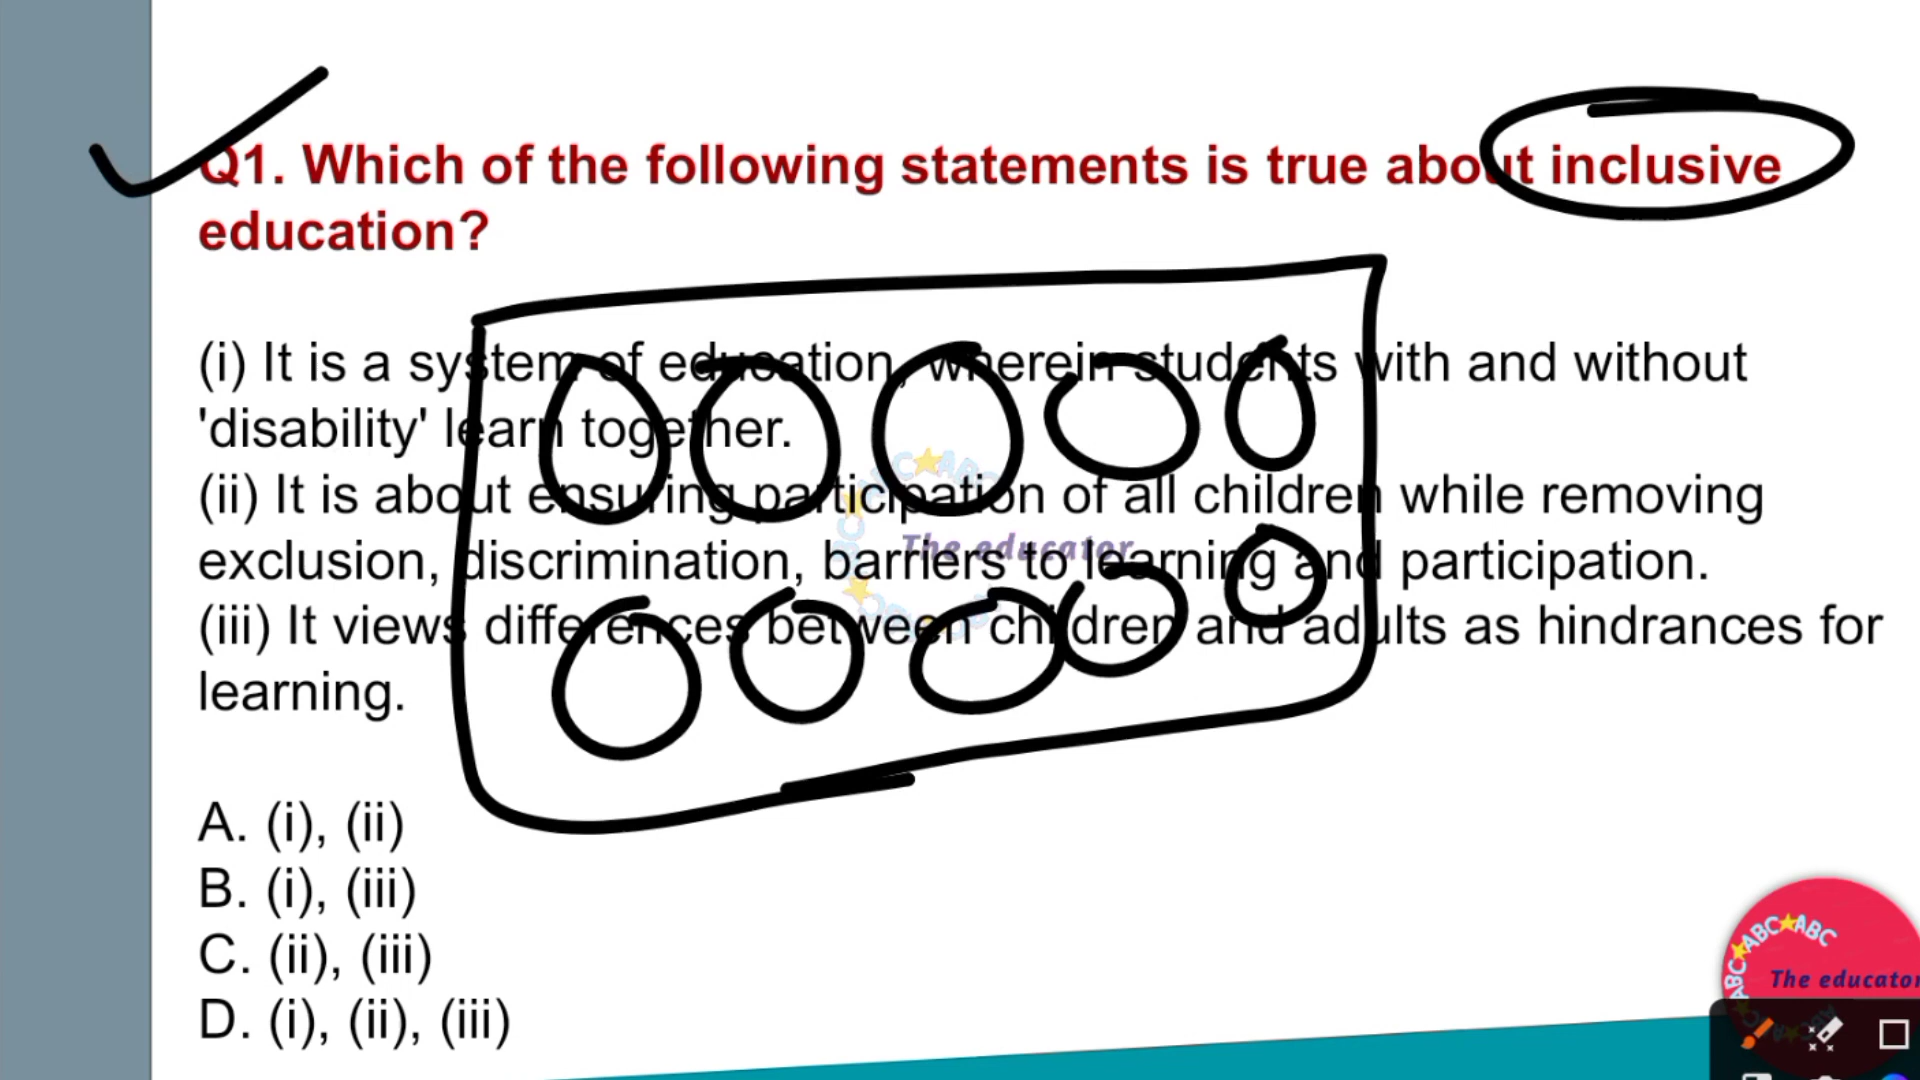 Q1. Which of the following statements is true about inclusive
education?
(i) It is a system of education, wherein students with and without
'disability' learn together.
(ii) It is about ensuring participation of all children while removing
exclusion, discrimination, barriers to learning and participation.
(iii) It views differences between children and adults as hindrances for
learning.
The educator
A. (i), (ii)
B. (i), (iii)
C. (ii), (iii)
D. (i), (ii), (iii)
ABC★ABC★ABC
The educator